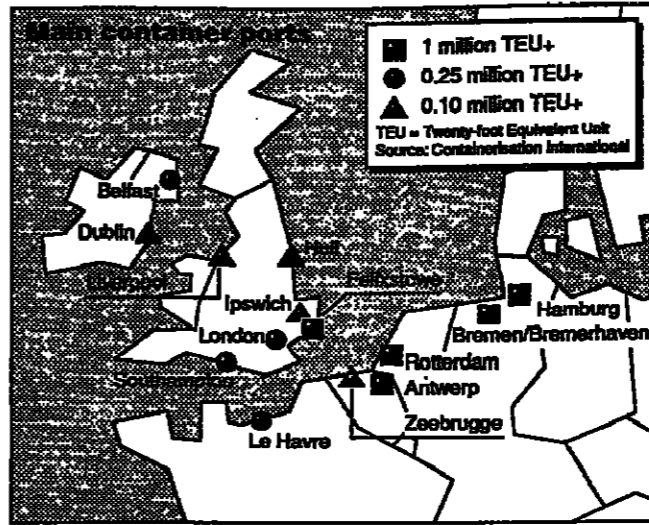 Main container ports
1 million TEU+
0.25 million TEU+
0.10 million TEU+
TEU = Twenty-foot Equivalent Unit
Source: Containerisation International
Belfast
Dublin
Hull
Liverpool
Felixstowe
Ipswich
Hamburg
London
Bremen/Bremerhaven
Rotterdam
Southampton
Antwerp
Zeebrugge
Le Havre